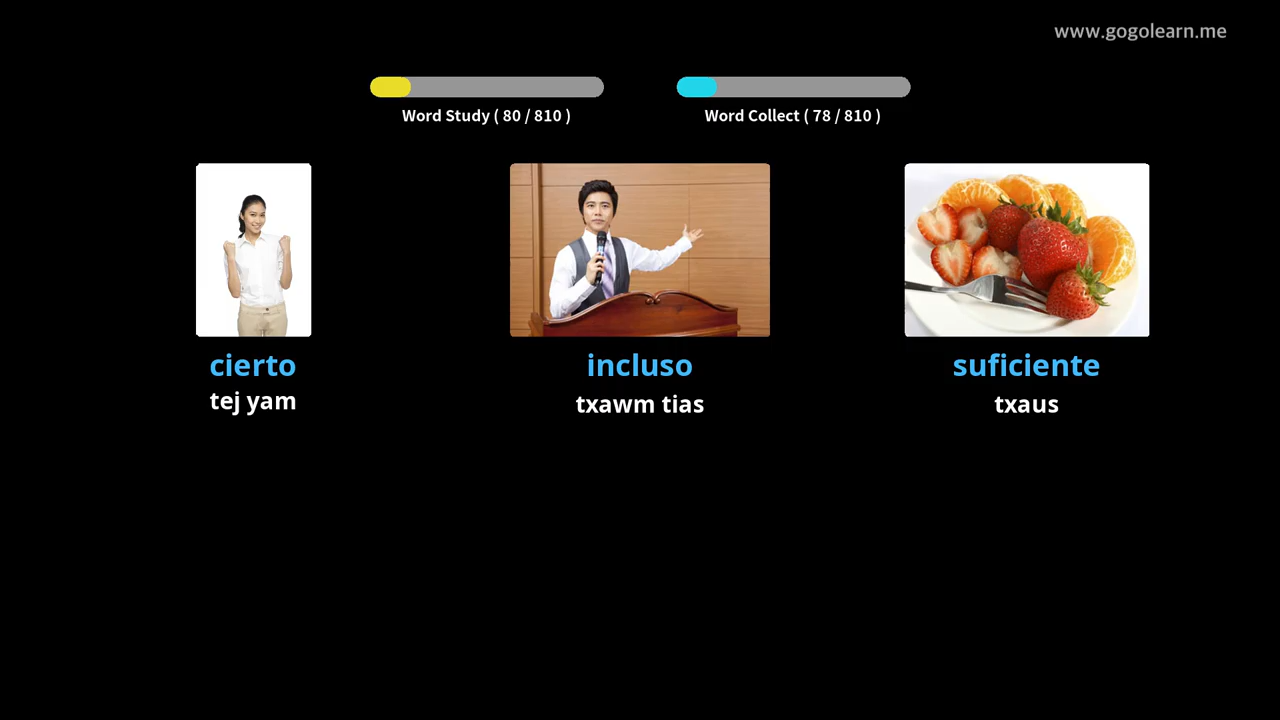 www.gogolearn.me
Word Study ( 80 / 810 )
Word Collect ( 78 / 810 )
cierto
tej yam
incluso
txawm tias
suficiente
txaus